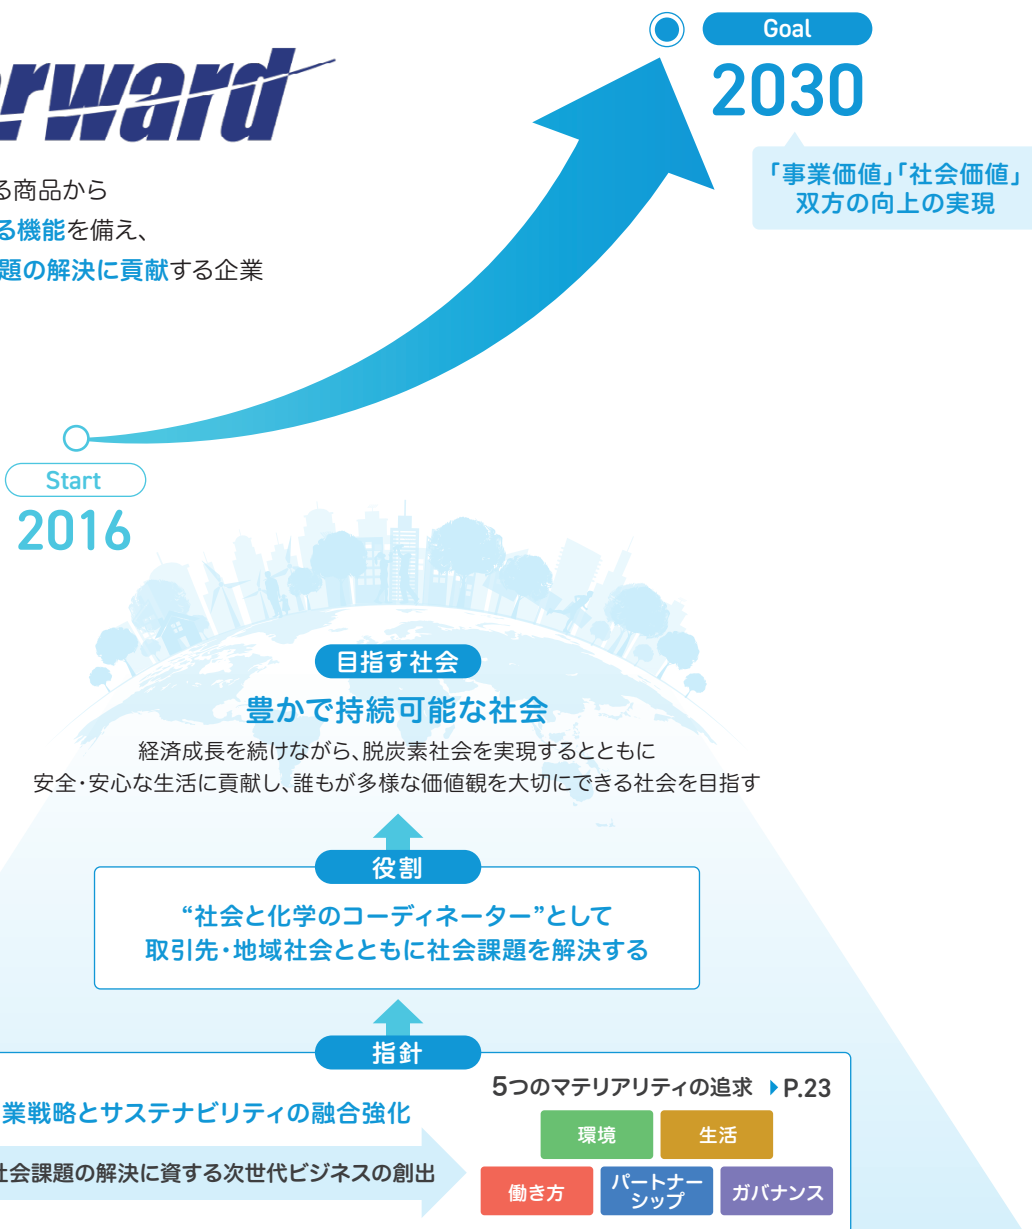 Goal
2030
「事業価値」「社会価値」
双方の向上の実現
rward
る商品から
る機能を備え、
題の解決に貢献する企業
Start
2016
目指す社会
豊かで持続可能な社会
経済成長を続けながら、脱炭素社会を実現するとともに
安全・安心な生活に貢献し、誰もが多様な価値観を大切にできる社会を目指す
役割
“社会と化学のコーディネーター”として
取引先・地域社会とともに社会課題を解決する
指針
業戦略とサステナビリティの融合強化
社会課題の解決に資する次世代ビジネスの創出
5つのマテリアリティの追求 P.23
環境
生活
働き方
パートナー
シップ
ガバナンス